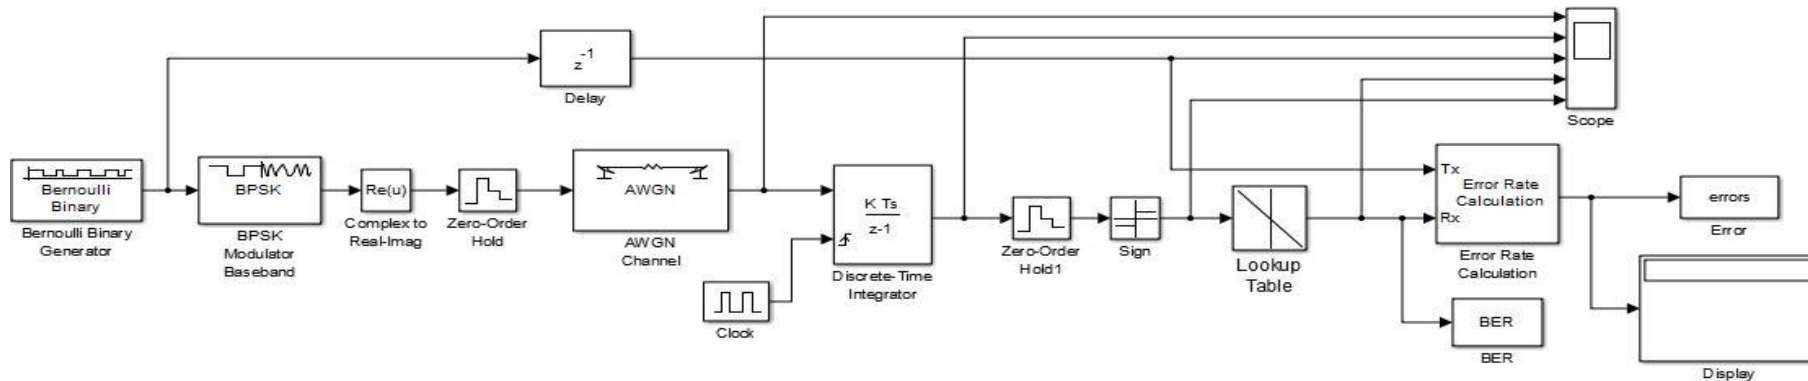 -1
z
Delay
Scope
Bernoulli
Binary
Bernoulli Binary
Generator
BPSK
BPSK
Modulator
Baseband
Re(u)
Complex to
Real-Imag
Zero-Order
Hold
AWGN
AWGN
Channel
Clock
K Ts
z-1
Discrete-Time
Integrator
Zero-Order
Hold1
Sign
Lookup
Table
Tx
Rx
Error Rate
Calculation
Error Rate
Calculation
errors
Error
BER
BER
Display